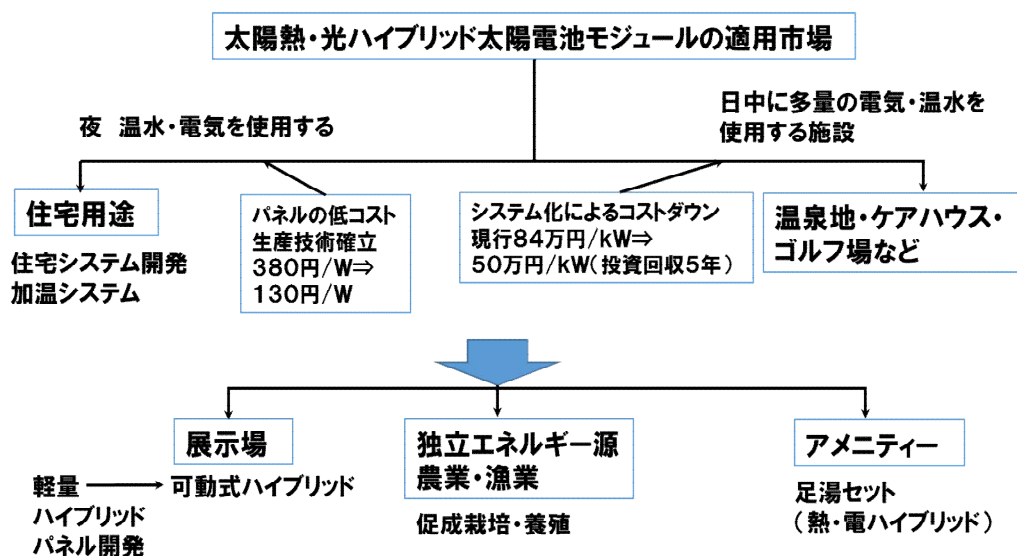 太陽熱・光ハイブリッド太陽電池モジュールの適用市場
夜 温水・電気を使用する
日中に多量の電気・温水を
使用する施設
住宅用途
住宅システム開発
加温システム
パネルの低コスト
生産技術確立
380円/W⇒
130円/W
システム化によるコストダウン
現行84万円/kW⇒
50万円/kW(投資回収5年)
温泉地・ケアハウス・
ゴルフ場など
展示場
軽量
ハイブリッド
パネル開発
可動式ハイブリッド
独立エネルギー源
農業・漁業
促成栽培・養殖
アメニティー
足湯セット
(熱・電ハイブリッド)